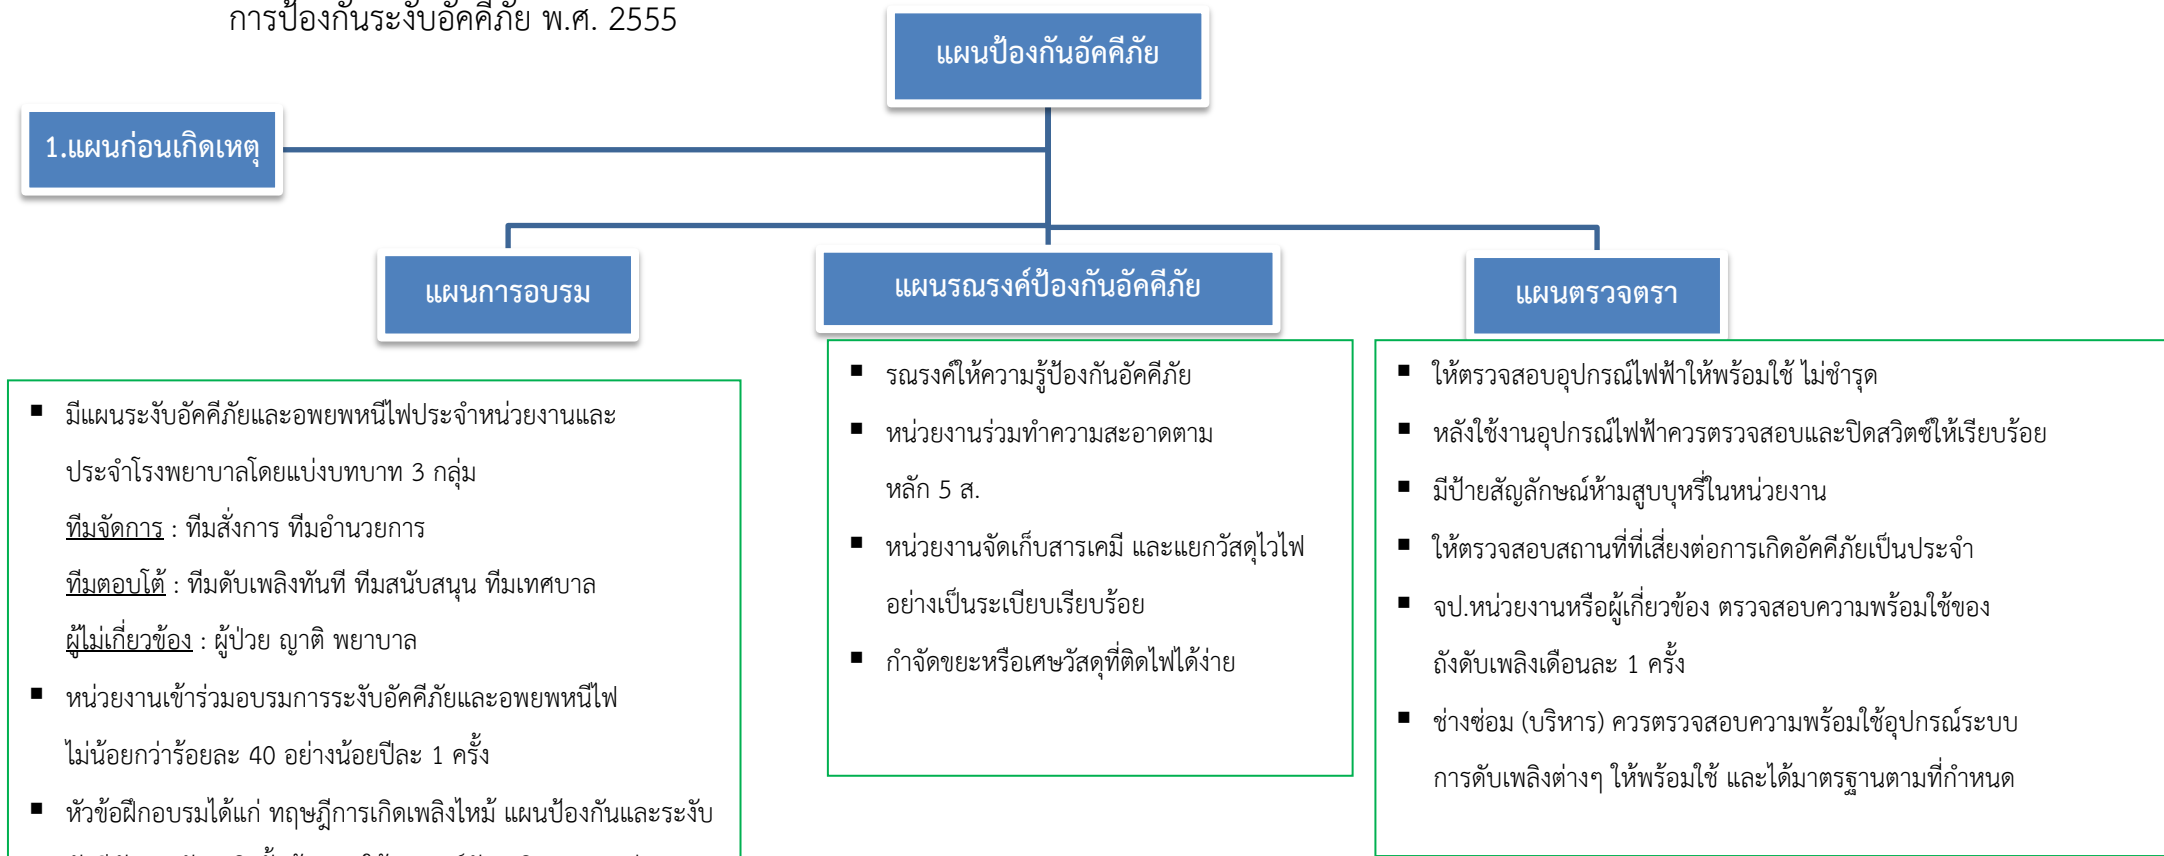 การป้องกันระงับอัคคีภัย พ.ศ. 2555
แผนป้องกันอัคคีภัย
1.แผนก่อนเกิดเหตุ
แผนการอบรม
แผนรณรงค์ป้องกันอัคคีภัย
แผนตรวจตรา
▪ มีแผนระงับอัคคีภัยและอพยพหนีไฟประจำหน่วยงานและ
ประจำโรงพยาบาลโดยแบ่งบทบาท 3 กลุ่ม
ทีมจัดการ : ทีมสั่งการ ทีมอำนวยการ
ทีมตอบโต้ : ทีมดับเพลิงทันที ทีมสนับสนุน ทีมเทศบาล
ผู้ไม่เกี่ยวข้อง : ผู้ป่วย ญาติ พยาบาล
▪ หน่วยงานเข้าร่วมอบรมการระงับอัคคีภัยและอพยพหนีไฟ
ไม่น้อยกว่าร้อยละ 40 อย่างน้อยปีละ 1 ครั้ง
▪ หัวข้อฝึกอบรมได้แก่ ทฤษฎีการเกิดเพลิงไหม้ แผนป้องกันและระงับ
▪ รณรงค์ให้ความรู้ป้องกันอัคคีภัย
▪ หน่วยงานร่วมทำความสะอาดตาม
หลัก 5 ส.
▪ หน่วยงานจัดเก็บสารเคมี และแยกวัสดุไวไฟ
อย่างเป็นระเบียบเรียบร้อย
▪ กำจัดขยะหรือเศษวัสดุที่ติดไฟได้ง่าย
▪ ให้ตรวจสอบอุปกรณ์ไฟฟ้าให้พร้อมใช้ ไม่ชำรุด
▪ หลังใช้งานอุปกรณ์ไฟฟ้าควรตรวจสอบและปิดสวิตซ์ให้เรียบร้อย
▪ มีป้ายสัญลักษณ์ห้ามสูบบุหรี่ในหน่วยงาน
▪ ให้ตรวจสอบสถานที่ที่เสี่ยงต่อการเกิดอัคคีภัยเป็นประจำ
▪ จป.หน่วยงานหรือผู้เกี่ยวข้อง ตรวจสอบความพร้อมใช้ของ
ถังดับเพลิงเดือนละ 1 ครั้ง
▪ ช่างซ่อม (บริหาร) ควรตรวจสอบความพร้อมใช้อุปกรณ์ระบบ
การดับเพลิงต่างๆ ให้พร้อมใช้ และได้มาตรฐานตามที่กำหนด